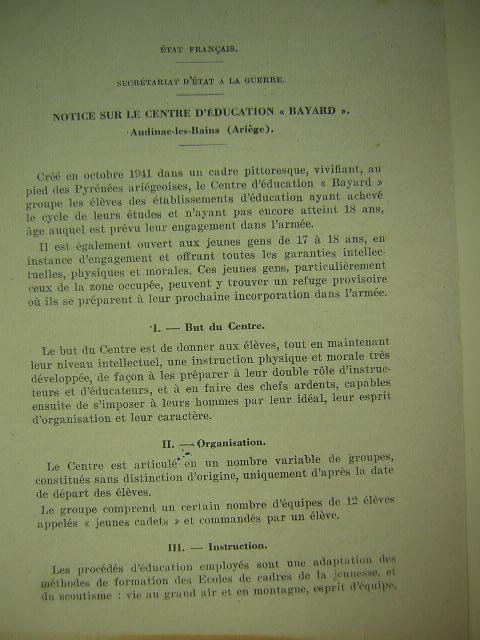 ÉTAT FRANÇAIS.
SECRÉTARIAT D'ÉTAT A LA GUERRE.
NOTICE SUR LE CENTRE D'ÉDUCATION « BAYARD ».
Audinac-les-Bains (Ariège).
Créé en octobre 1941 dans un cadre pittoresque, vivifiant, au
pied des Pyrénées ariégeoises, le Centre d'éducation « Bayard »
groupe les élèves des établissements d'éducation ayant achevé
le cycle de leurs études et n'ayant pas encore atteint 18 ans,
âge auquel est prévu leur engagement dans l'armée.
Il est également ouvert aux jeunes gens de 17 à 18 ans, en
instance d'engagement et offrant toutes les garanties intellec-
tuelles, physiques et morales. Ces jeunes gens, particulièrement
ceux de la zone occupée, peuvent y trouver un refuge provisoire
où ils se préparent à leur prochaine incorporation dans l'armée.
I. — But du Centre.
Le but du Centre est de donner aux élèves, tout en maintenant
leur niveau intellectuel, une instruction physique et morale très
développée, de façon à les préparer à leur double rôle d'instruc-
teurs et d'éducateurs, et à en faire des chefs ardents, capables
ensuite de s'imposer à leurs hommes par leur idéal, leur esprit
d'organisation et leur caractère.
II. — Organisation.
Le Centre est articulé en un nombre variable de groupes,
constitués sans distinction d'origine, uniquement d'après la date
de départ des élèves.
Le groupe comprend un certain nombre d'équipes de 12 élèves
appelés « jeunes cadets » et commandés par un élève.
III. — Instruction.
Les procédés d'éducation employés sont une adaptation des
méthodes de formation des Ecoles de cadres de la jeunesse, et
du scoutisme : vie au grand air et en montagne, esprit d'équipe,